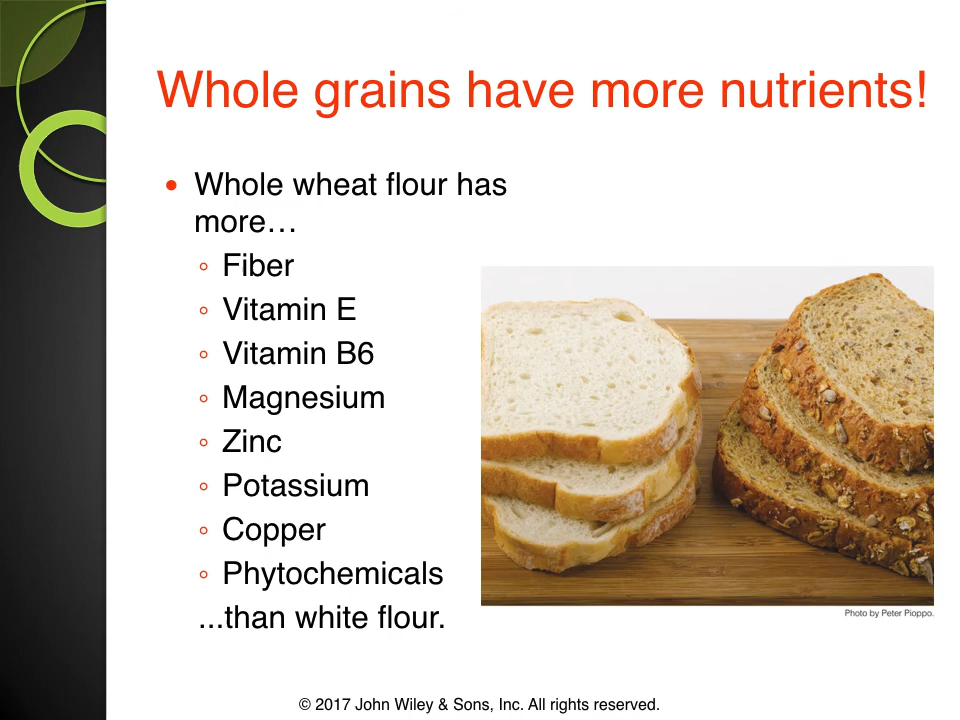 Whole grains have more nutrients!
• Whole wheat flour has
more…
◦ Fiber
◦ Vitamin E
◦ Vitamin B6
◦ Magnesium
◦ Zinc
◦ Potassium
◦ Copper
◦ Phytochemicals
...than white flour.
Photo by Peter Pioppo.
© 2017 John Wiley & Sons, Inc. All rights reserved.